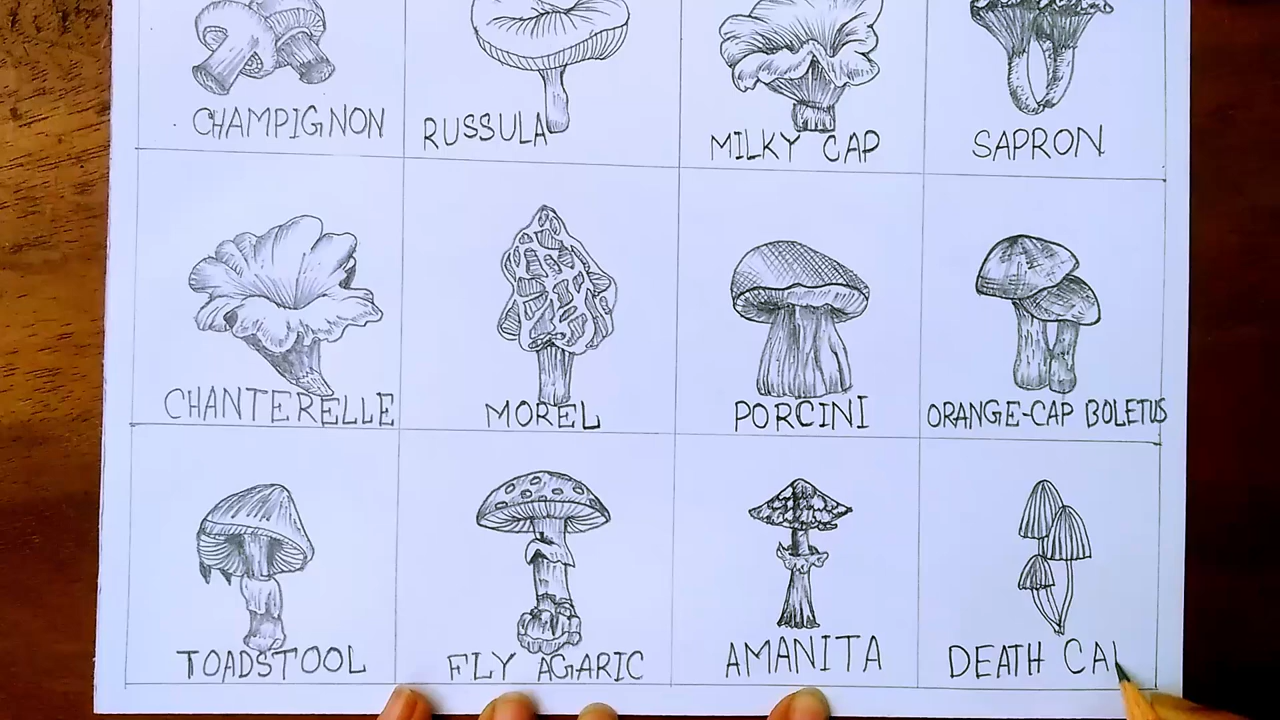 CHAMPIGNON
RUSSULA
MILKY CAP
SAPRON
CHANTERELLE
MOREL
PORCINI
ORANGE-CAP BOLETUS
TOADSTOOL
FLY AGARIC
AMANITA
DEATH CA